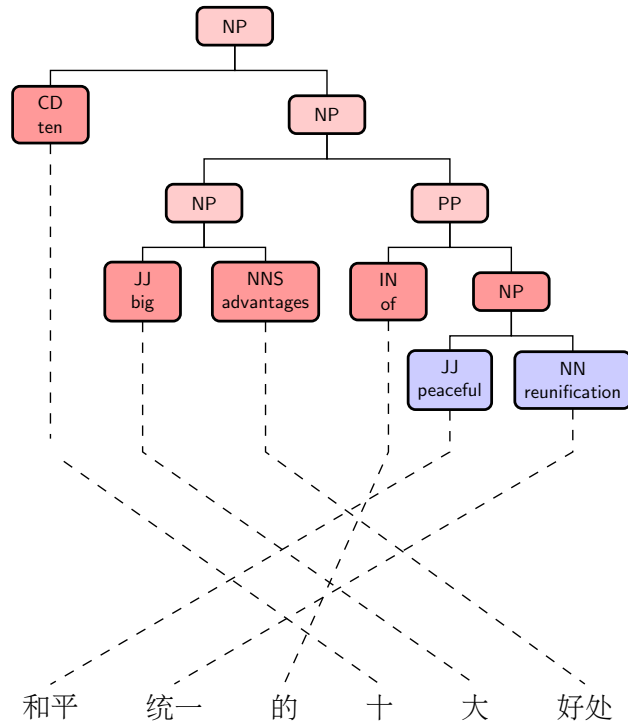 NP
CD
ten
NP
NP
PP
JJ
big
NNS
advantages
IN
of
NP
JJ
peaceful
NN
reunification
和平 统一 的 十 大 好处